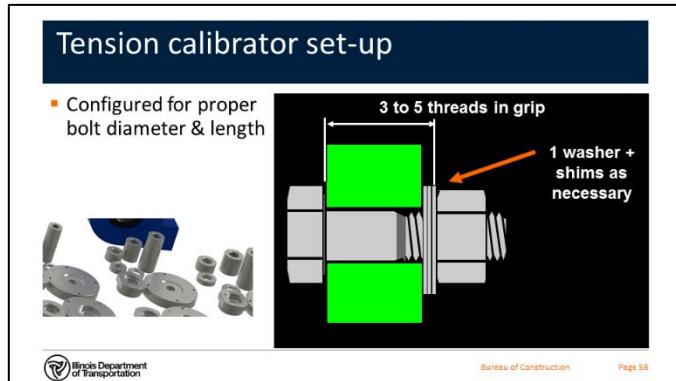 Tension calibrator set-up
▪ Configured for proper
bolt diameter & length
3 to 5 threads in grip
1 washer +
shims as
necessary
Illinois Department
of Transportation
Bureau of Construction
Page 58